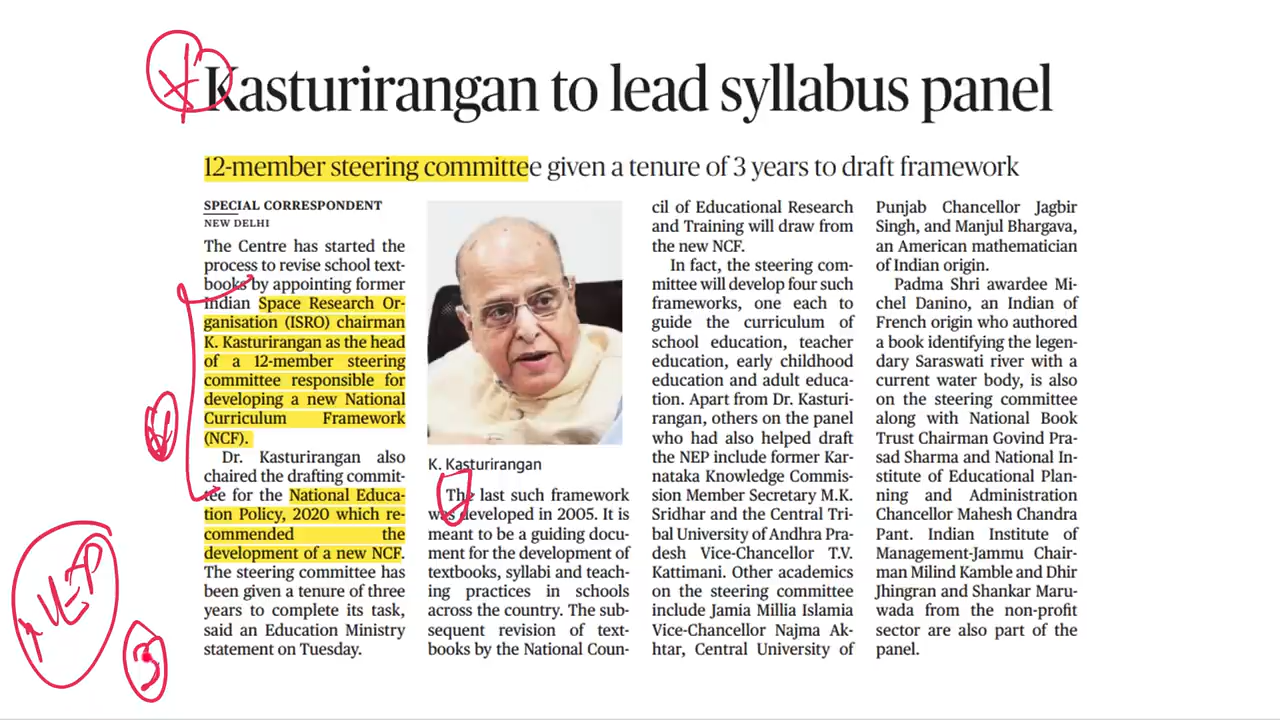 Kasturirangan to lead syllabus panel
12-member steering committee given a tenure of 3 years to draft framework
SPECIAL CORRESPONDENT
NEW DELHI
The Centre has started the
process to revise school text-
books by appointing former
Indian Space Research Or-
ganisation (ISRO) chairman
K. Kasturirangan as the head
of a 12-member steering
committee responsible for
developing a new National
Curriculum Framework
(NCF).
Dr. Kasturirangan also
chaired the drafting commit-
tee for the National Educa-
tion Policy, 2020 which re-
commended the
development of a new NCF.
The steering committee has
been given a tenure of three
years to complete its task,
said an Education Ministry
statement on Tuesday.
K. Kasturirangan
The last such framework
was developed in 2005. It is
meant to be a guiding docu-
ment for the development of
textbooks, syllabi and teach-
ing practices in schools
across the country. The sub-
sequent revision of text-
books by the National Coun-
cil of Educational Research
and Training will draw from
the new NCF.
In fact, the steering com-
mittee will develop four such
frameworks, one each to
guide the curriculum of
school education, teacher
education, early childhood
education and adult educa-
tion. Apart from Dr. Kasturi-
rangan, others on the panel
who had also helped draft
the NEP include former Kar-
nataka Knowledge Commis-
sion Member Secretary M.K.
Sridhar and the Central Tri-
bal University of Andhra Pra-
desh Vice-Chancellor T.V.
Kattimani. Other academics
on the steering committee
include Jamia Millia Islamia
Vice-Chancellor Najma Ak-
htar, Central University of
Punjab Chancellor Jagbir
Singh, and Manjul Bhargava,
an American mathematician
of Indian origin.
Padma Shri awardee Mi-
chel Danino, an Indian of
French origin who authored
a book identifying the legen-
dary Saraswati river with a
current water body, is also
on the steering committee
along with National Book
Trust Chairman Govind Pra-
sad Sharma and National In-
stitute of Educational Plan-
ning and Administration
Chancellor Mahesh Chandra
Pant. Indian Institute of
Management-Jammu Chair-
man Milind Kamble and Dhir
Jhingran and Shankar Maru-
wada from the non-profit
sector are also part of the
panel.
NEP
3